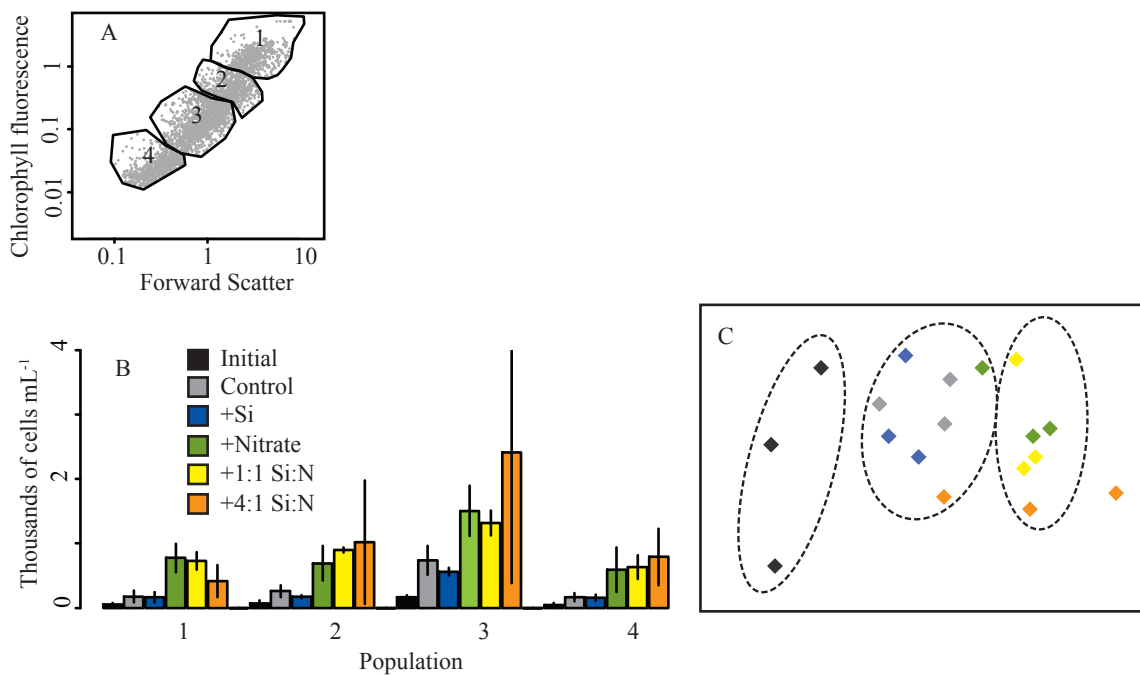 A
Chlorophyll fluorescence
1
0.1
0.01
1
2
3
4
0.1
1
10
Forward Scatter
B
Thousands of cells mL⁻¹
4
2
0
Initial
Control
+Si
+Nitrate
+1:1 Si:N
+4:1 Si:N
1
2
3
4
Population
C